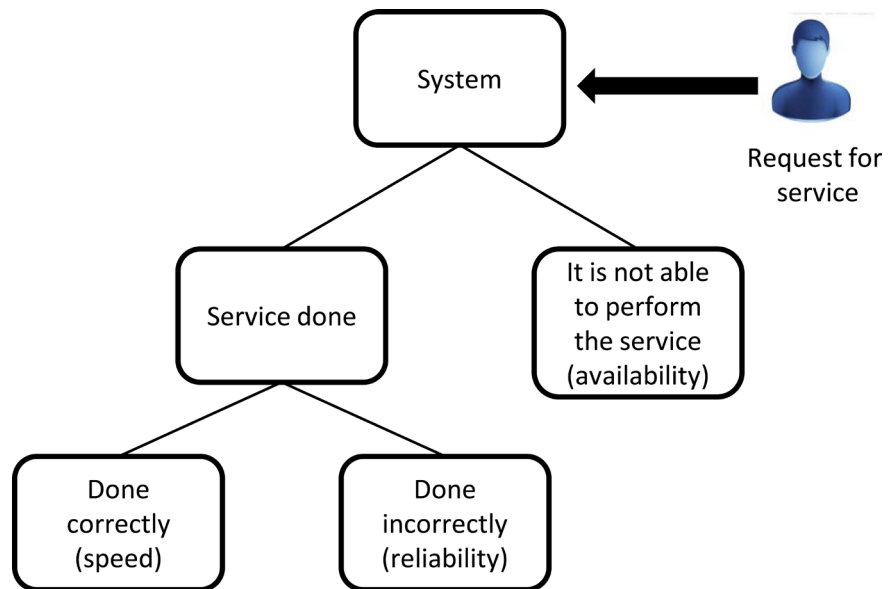 System
Request for
service
Service done
It is not able
to perform
the service
(availability)
Done
correctly
(speed)
Done
incorrectly
(reliability)